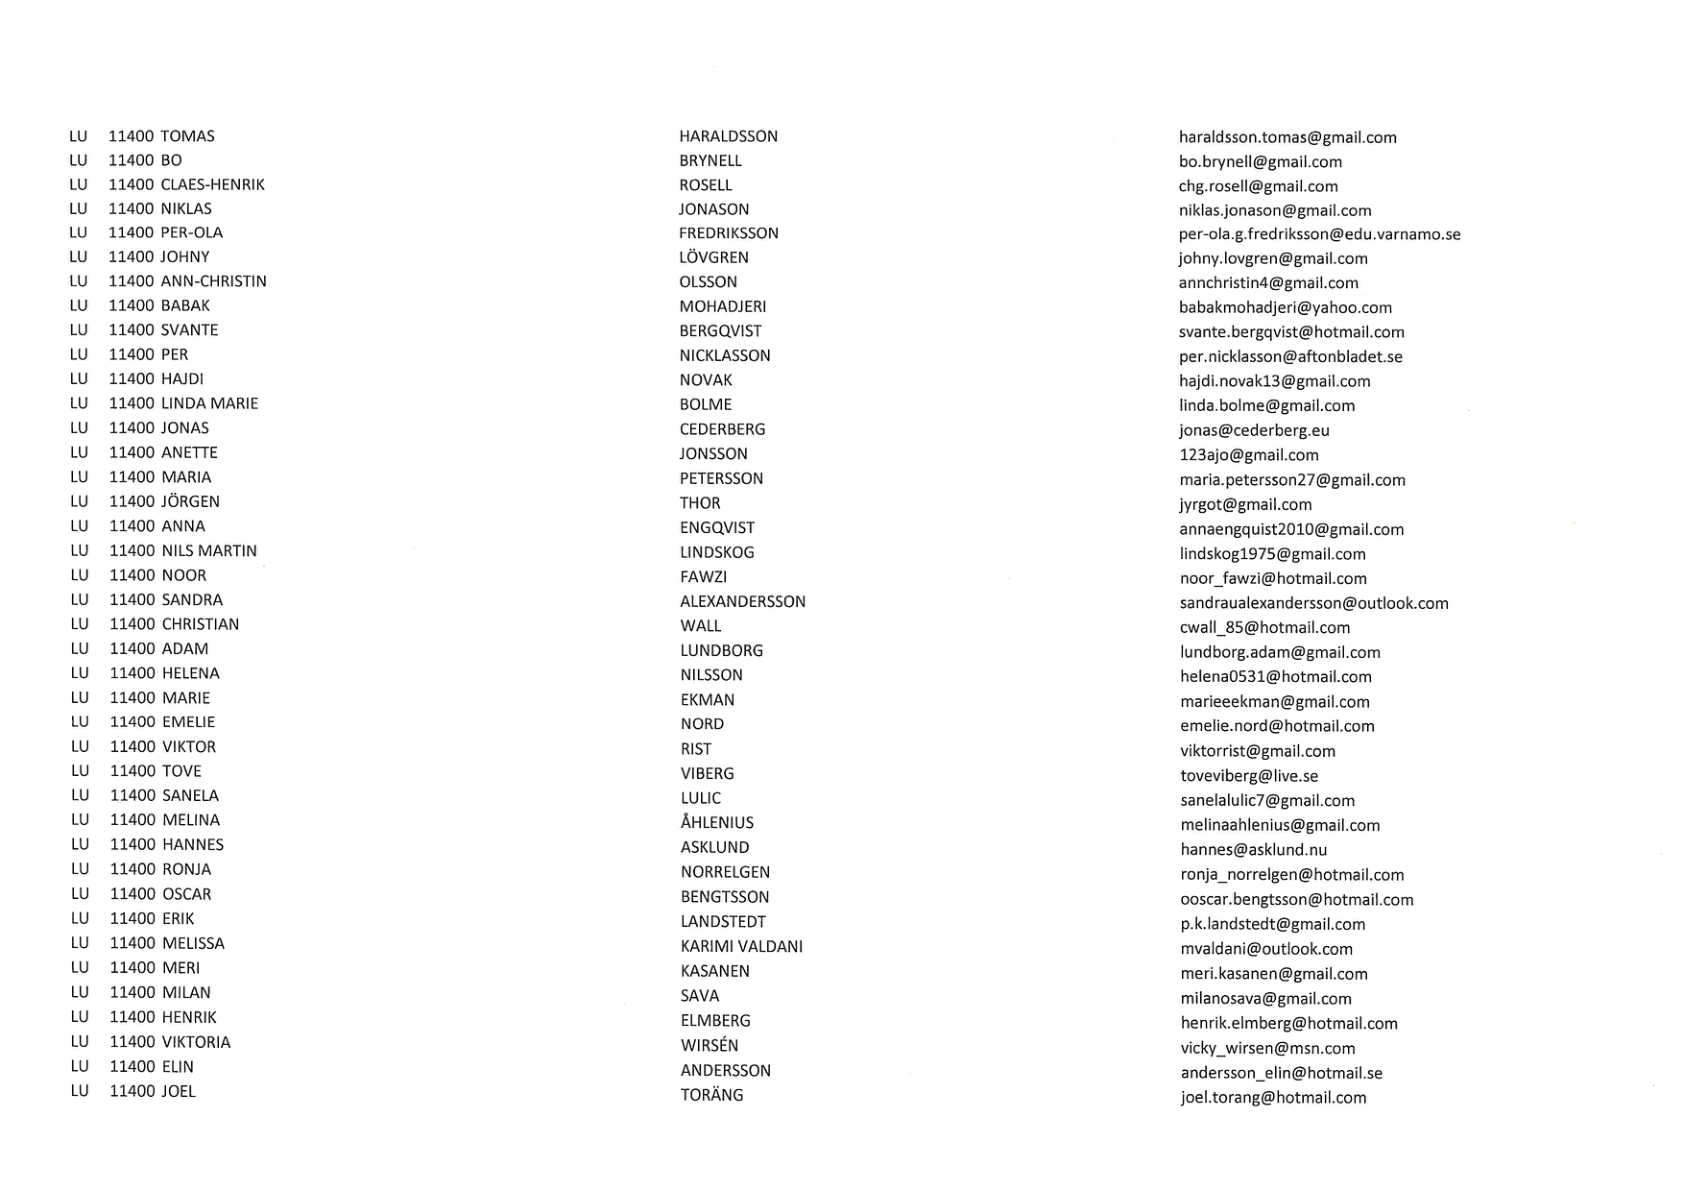 LU 11400 TOMAS HARALDSSON haraldsson.tomas@gmail.com
LU 11400 BO BRYNELL bo.brynell@gmail.com
LU 11400 CLAES-HENRIK ROSELL chg.rosell@gmail.com
LU 11400 NIKLAS JONASON niklas.jonason@gmail.com
LU 11400 PER-OLA FREDRIKSSON per-ola.g.fredriksson@edu.varnamo.se
LU 11400 JOHNY LÖVGREN johny.lovgren@gmail.com
LU 11400 ANN-CHRISTIN OLSSON annchristin4@gmail.com
LU 11400 BABAK MOHADJERI babakmohadjeri@yahoo.com
LU 11400 SVANTE BERGQVIST svante.bergqvist@hotmail.com
LU 11400 PER NICKLASSON per.nicklasson@aftonbladet.se
LU 11400 HAJDI NOVAK hajdi.novak13@gmail.com
LU 11400 LINDA MARIE BOLME linda.bolme@gmail.com
LU 11400 JONAS CEDERBERG jonas@cederberg.eu
LU 11400 ANETTE JONSSON 123ajo@gmail.com
LU 11400 MARIA PETERSSON maria.petersson27@gmail.com
LU 11400 JÖRGEN THOR jyrgot@gmail.com
LU 11400 ANNA ENGQVIST annaengquist2010@gmail.com
LU 11400 NILS MARTIN LINDSKOG lindskog1975@gmail.com
LU 11400 NOOR FAWZI noor_fawzi@hotmail.com
LU 11400 SANDRA ALEXANDERSSON sandraualexandersson@outlook.com
LU 11400 CHRISTIAN WALL cwall_85@hotmail.com
LU 11400 ADAM LUNDBORG lundborg.adam@gmail.com
LU 11400 HELENA NILSSON helena0531@hotmail.com
LU 11400 MARIE EKMAN marieeekman@gmail.com
LU 11400 EMELIE NORD emelie.nord@hotmail.com
LU 11400 VIKTOR RIST viktorrist@gmail.com
LU 11400 TOVE VIBERG toveviberg@live.se
LU 11400 SANELA LULIC sanelalulic7@gmail.com
LU 11400 MELINA ÅHLENIUS melinaahlenius@gmail.com
LU 11400 HANNES ASKLUND hannes@asklund.nu
LU 11400 RONJA NORRELGEN ronja_norrelgen@hotmail.com
LU 11400 OSCAR BENGTSSON ooscar.bengtsson@hotmail.com
LU 11400 ERIK LANDSTEDT p.k.landstedt@gmail.com
LU 11400 MELISSA KARIMI VALDANI mvaldani@outlook.com
LU 11400 MERI KASANEN meri.kasanen@gmail.com
LU 11400 MILAN SAVA milanosava@gmail.com
LU 11400 HENRIK ELMBERG henrik.elmberg@hotmail.com
LU 11400 VIKTORIA WIRSÉN vicky_wirsen@msn.com
LU 11400 ELIN ANDERSSON andersson_elin@hotmail.se
LU 11400 JOEL TORÄNG joel.torang@hotmail.com